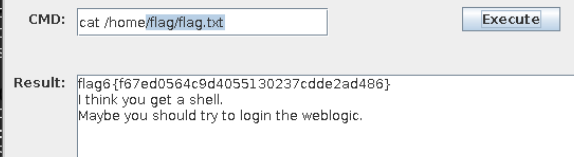 CMD: cat /home/flag/flag.txt Execute
Result: flag6{f67ed0564c9d4055130237cdde2ad486}
I think you get a shell.
Maybe you should try to login the weblogic.